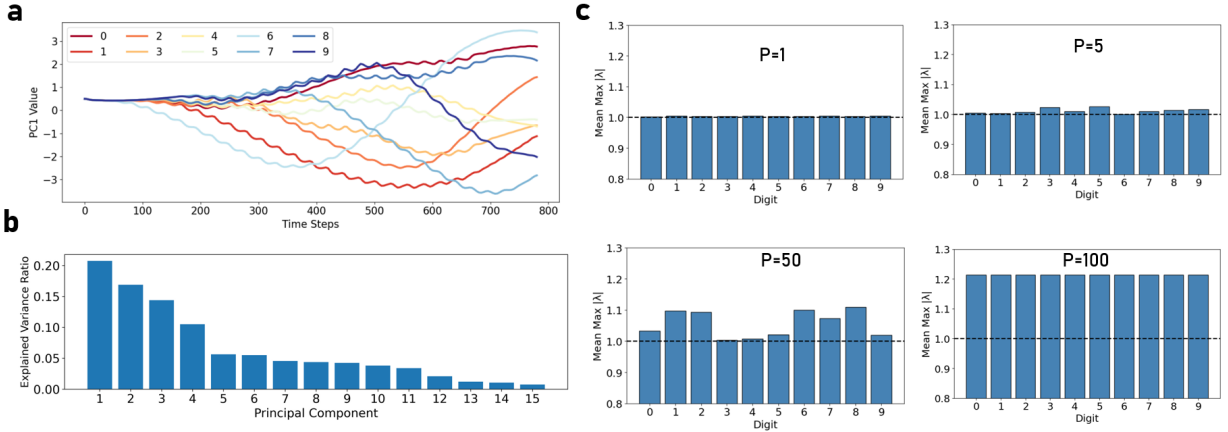 a
PC1 Value
3
2
1
0
−1
−2
−3
0 2 4 6 8
1 3 5 7 9
0 100 200 300 400 500 600 700 800
Time Steps
b
Explained Variance Ratio
0.20
0.15
0.10
0.05
0.00
1 2 3 4 5 6 7 8 9 10 11 12 13 14 15
Principal Component
c
P=1
Mean Max |λ|
1.3
1.2
1.1
1.0
0.9
0.8
0 1 2 3 4 5 6 7 8 9
Digit
P=5
Mean Max |λ|
1.3
1.2
1.1
1.0
0.9
0.8
0 1 2 3 4 5 6 7 8 9
Digit
P=50
Mean Max |λ|
1.3
1.2
1.1
1.0
0.9
0.8
0 1 2 3 4 5 6 7 8 9
Digit
P=100
Mean Max |λ|
1.3
1.2
1.1
1.0
0.9
0.8
0 1 2 3 4 5 6 7 8 9
Digit